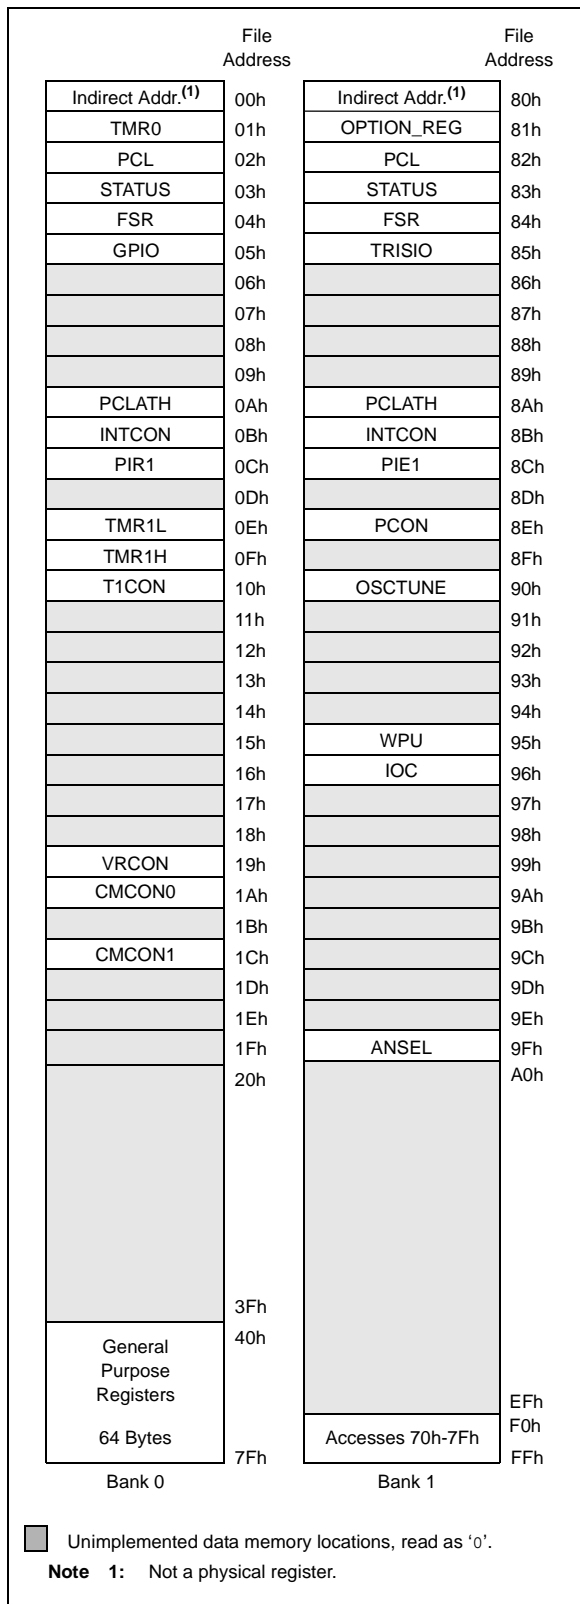 File Address File Address
Indirect Addr.(1) 00h Indirect Addr.(1) 80h
TMR0 01h OPTION_REG 81h
PCL 02h PCL 82h
STATUS 03h STATUS 83h
FSR 04h FSR 84h
GPIO 05h TRISIO 85h
06h 86h
07h 87h
08h 88h
09h 89h
PCLATH 0Ah PCLATH 8Ah
INTCON 0Bh INTCON 8Bh
PIR1 0Ch PIE1 8Ch
0Dh 8Dh
TMR1L 0Eh PCON 8Eh
TMR1H 0Fh 8Fh
T1CON 10h OSCTUNE 90h
11h 91h
12h 92h
13h 93h
14h 94h
15h WPU 95h
16h IOC 96h
17h 97h
18h 98h
VRCON 19h 99h
CMCON0 1Ah 9Ah
1Bh 9Bh
CMCON1 1Ch 9Ch
1Dh 9Dh
1Eh 9Eh
1Fh ANSEL 9Fh
20h A0h
3Fh
General 40h
Purpose
Registers
EFh
64 Bytes Accesses 70h-7Fh F0h
7Fh FFh
Bank 0 Bank 1
Unimplemented data memory locations, read as ‘0’.
Note 1: Not a physical register.